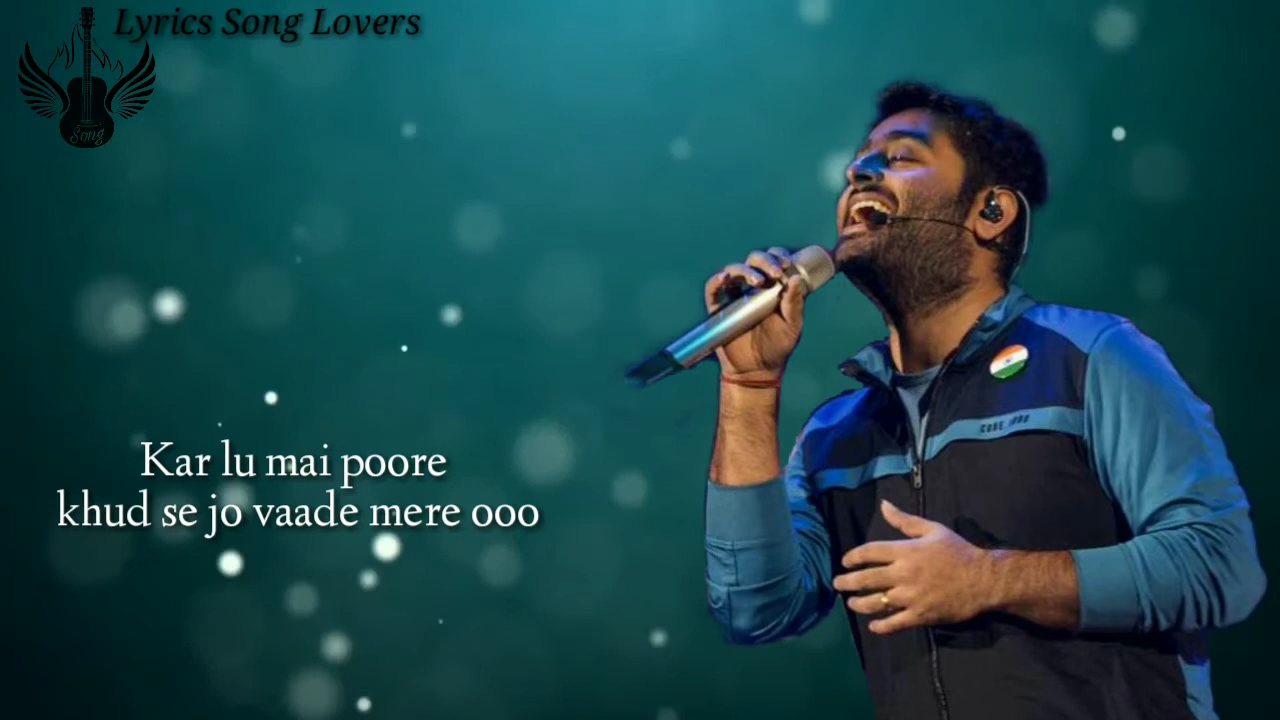 Lyrics Song Lovers
Song
Kar lu mai poore
khud se jo vaade mere ooo